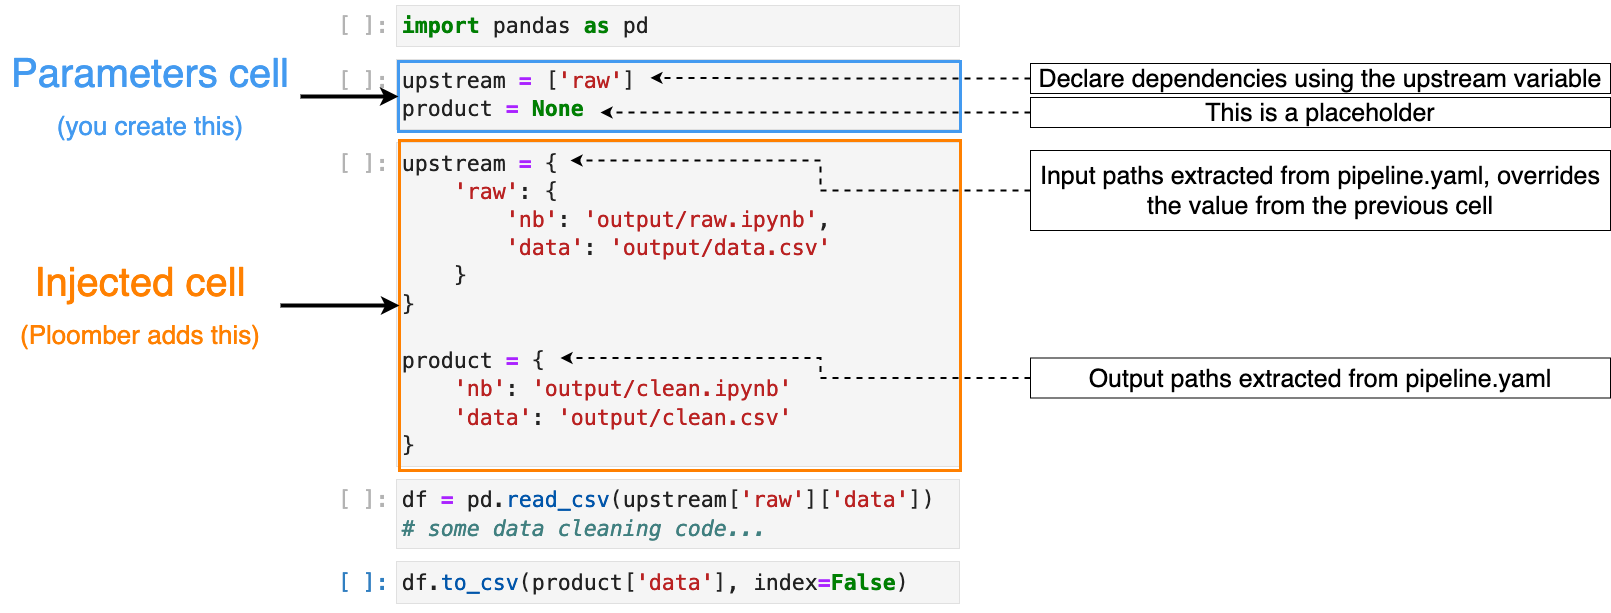 [ ]: import pandas as pd
Parameters cell
(you create this)
[ ]: upstream = ['raw']
product = None
Declare dependencies using the upstream variable
This is a placeholder
Injected cell
(Ploomber adds this)
[ ]: upstream = {
    'raw': {
        'nb': 'output/raw.ipynb',
        'data': 'output/data.csv'
    }
}
product = {
    'nb': 'output/clean.ipynb'
    'data': 'output/clean.csv'
}
Input paths extracted from pipeline.yaml, overrides
the value from the previous cell
Output paths extracted from pipeline.yaml
[ ]: df = pd.read_csv(upstream['raw']['data'])
# some data cleaning code...
[ ]: df.to_csv(product['data'], index=False)